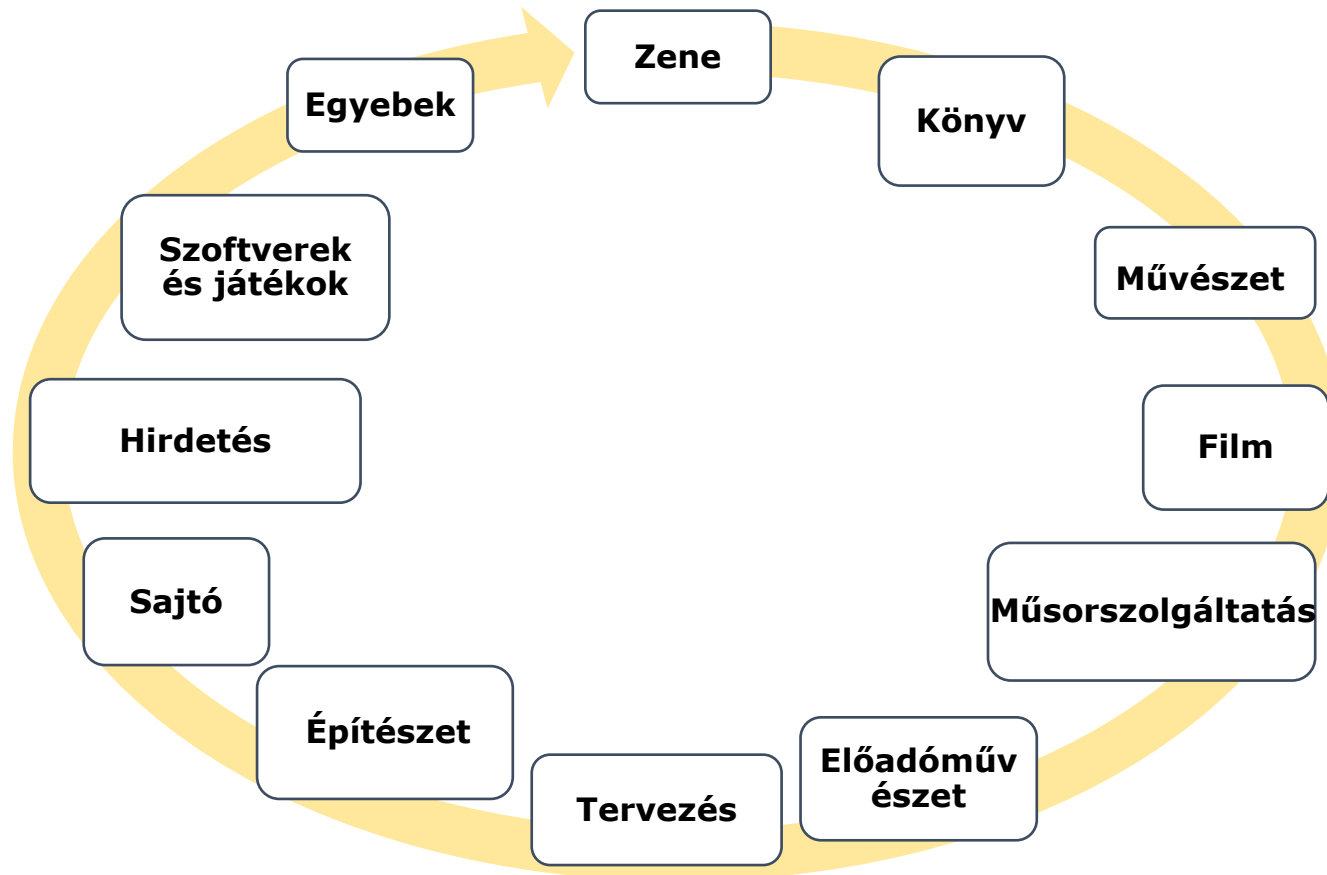 Zene
Könyv
Művészet
Film
Műsorszolgáltatás
Előadóműv
észet
Tervezés
Építészet
Sajtó
Hirdetés
Szoftverek
és játékok
Egyebek